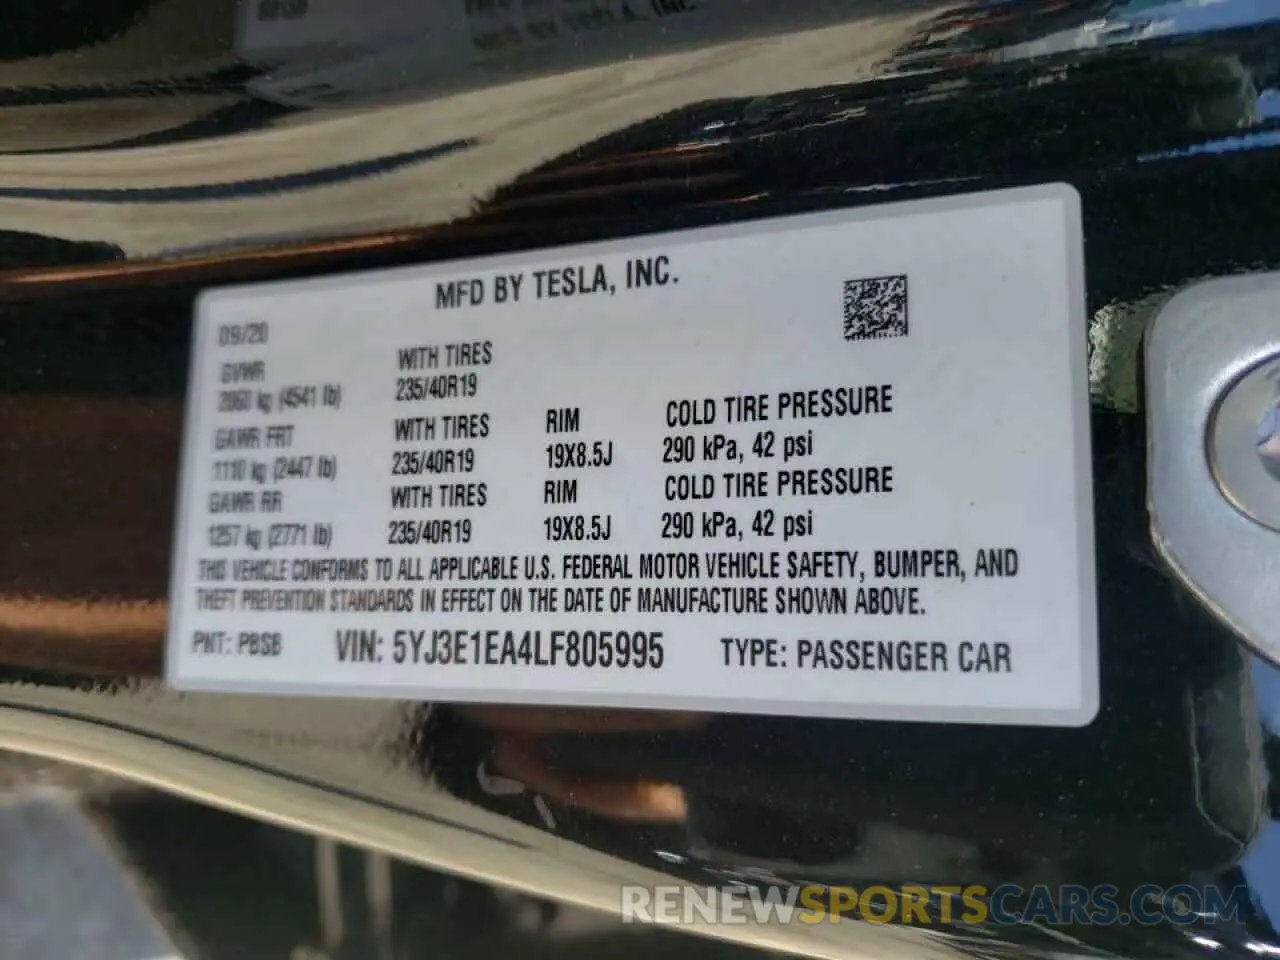 MFD BY TESLA, INC.
09/20
GVWR
2060 kg (4541 lb)
WITH TIRES
235/40R19
GAWR FRT
1110 kg (2447 lb)
WITH TIRES
235/40R19
RIM
19X8.5J
COLD TIRE PRESSURE
290 kPa, 42 psi
GAWR RR
1257 kg (2771 lb)
WITH TIRES
235/40R19
RIM
19X8.5J
COLD TIRE PRESSURE
290 kPa, 42 psi
THIS VEHICLE CONFORMS TO ALL APPLICABLE U.S. FEDERAL MOTOR VEHICLE SAFETY, BUMPER, AND
THEFT PREVENTION STANDARDS IN EFFECT ON THE DATE OF MANUFACTURE SHOWN ABOVE.
PNT: PBSB VIN: 5YJ3E1EA4LF805995 TYPE: PASSENGER CAR
RENEWSPORTSCARS.COM